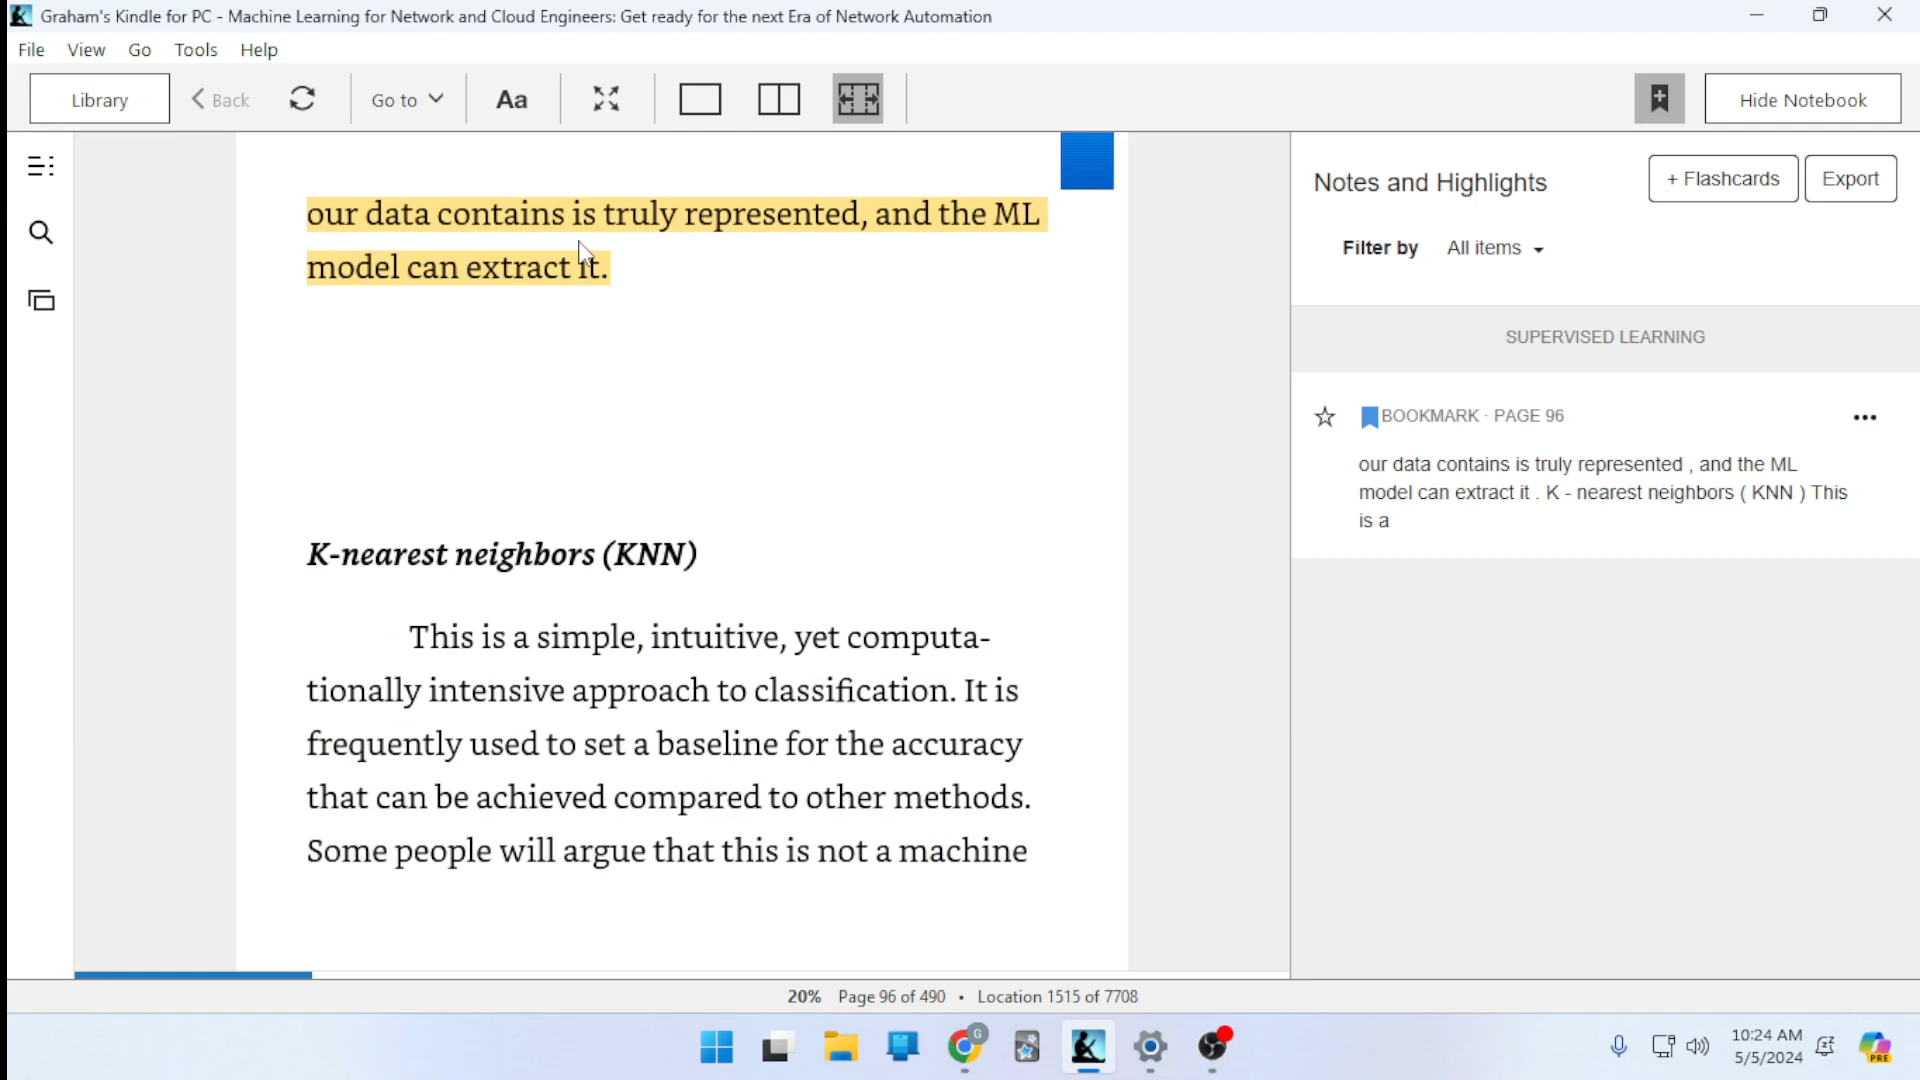 Graham's Kindle for PC - Machine Learning for Network and Cloud Engineers: Get ready for the next Era of Network Automation
File View Go Tools Help
Library Back Go to Aa Hide Notebook
our data contains is truly represented, and the ML
model can extract it.
K-nearest neighbors (KNN)
This is a simple, intuitive, yet computa-
tionally intensive approach to classification. It is
frequently used to set a baseline for the accuracy
that can be achieved compared to other methods.
Some people will argue that this is not a machine
Notes and Highlights + Flashcards Export
Filter by All items
SUPERVISED LEARNING
BOOKMARK · PAGE 96
our data contains is truly represented , and the ML
model can extract it . K - nearest neighbors ( KNN ) This
is a
20% Page 96 of 490 • Location 1515 of 7708
G
10:24 AM
5/5/2024
PRE